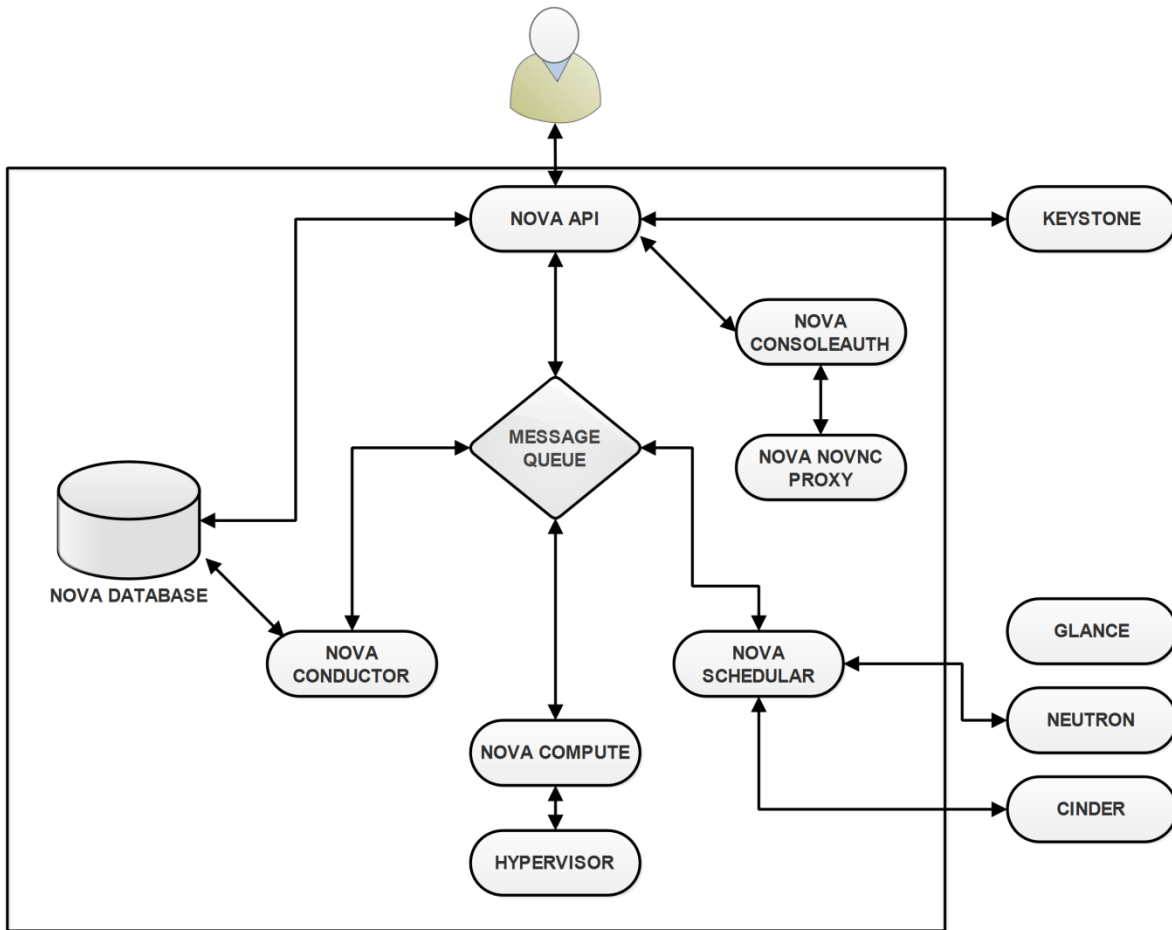 NOVA API
KEYSTONE
NOVA
CONSOLEAUTH
MESSAGE
QUEUE
NOVA NOVNC
PROXY
NOVA DATABASE
NOVA
CONDUCTOR
NOVA
SCHEDULAR
GLANCE
NEUTRON
NOVA COMPUTE
CINDER
HYPERVISOR